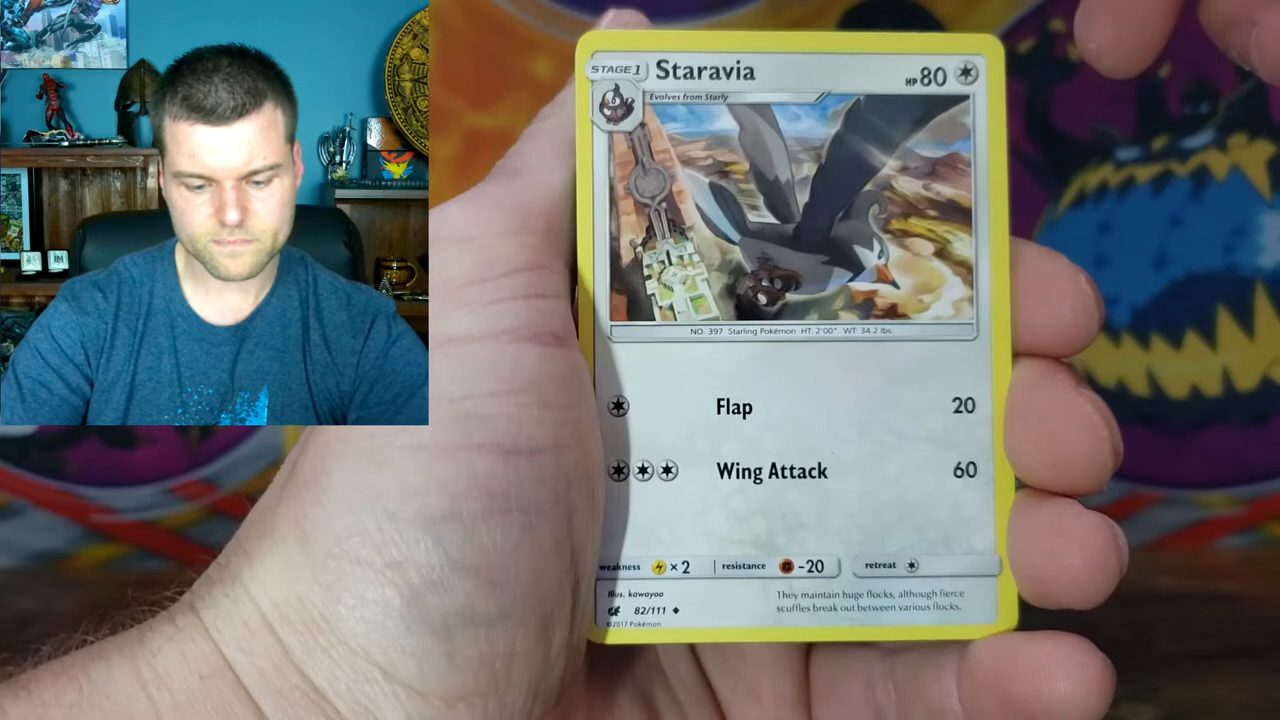 STAGE1 Staravia HP 80
Evolves from Starly
NO. 397 Starling Pokémon HT: 2'00" WT: 34.2 lbs.
Flap 20
Wing Attack 60
weakness ×2 resistance -20 retreat
Illus. kawayoo
82/111
©2017 Pokémon
They maintain huge flocks, although fierce
scuffles break out between various flocks.